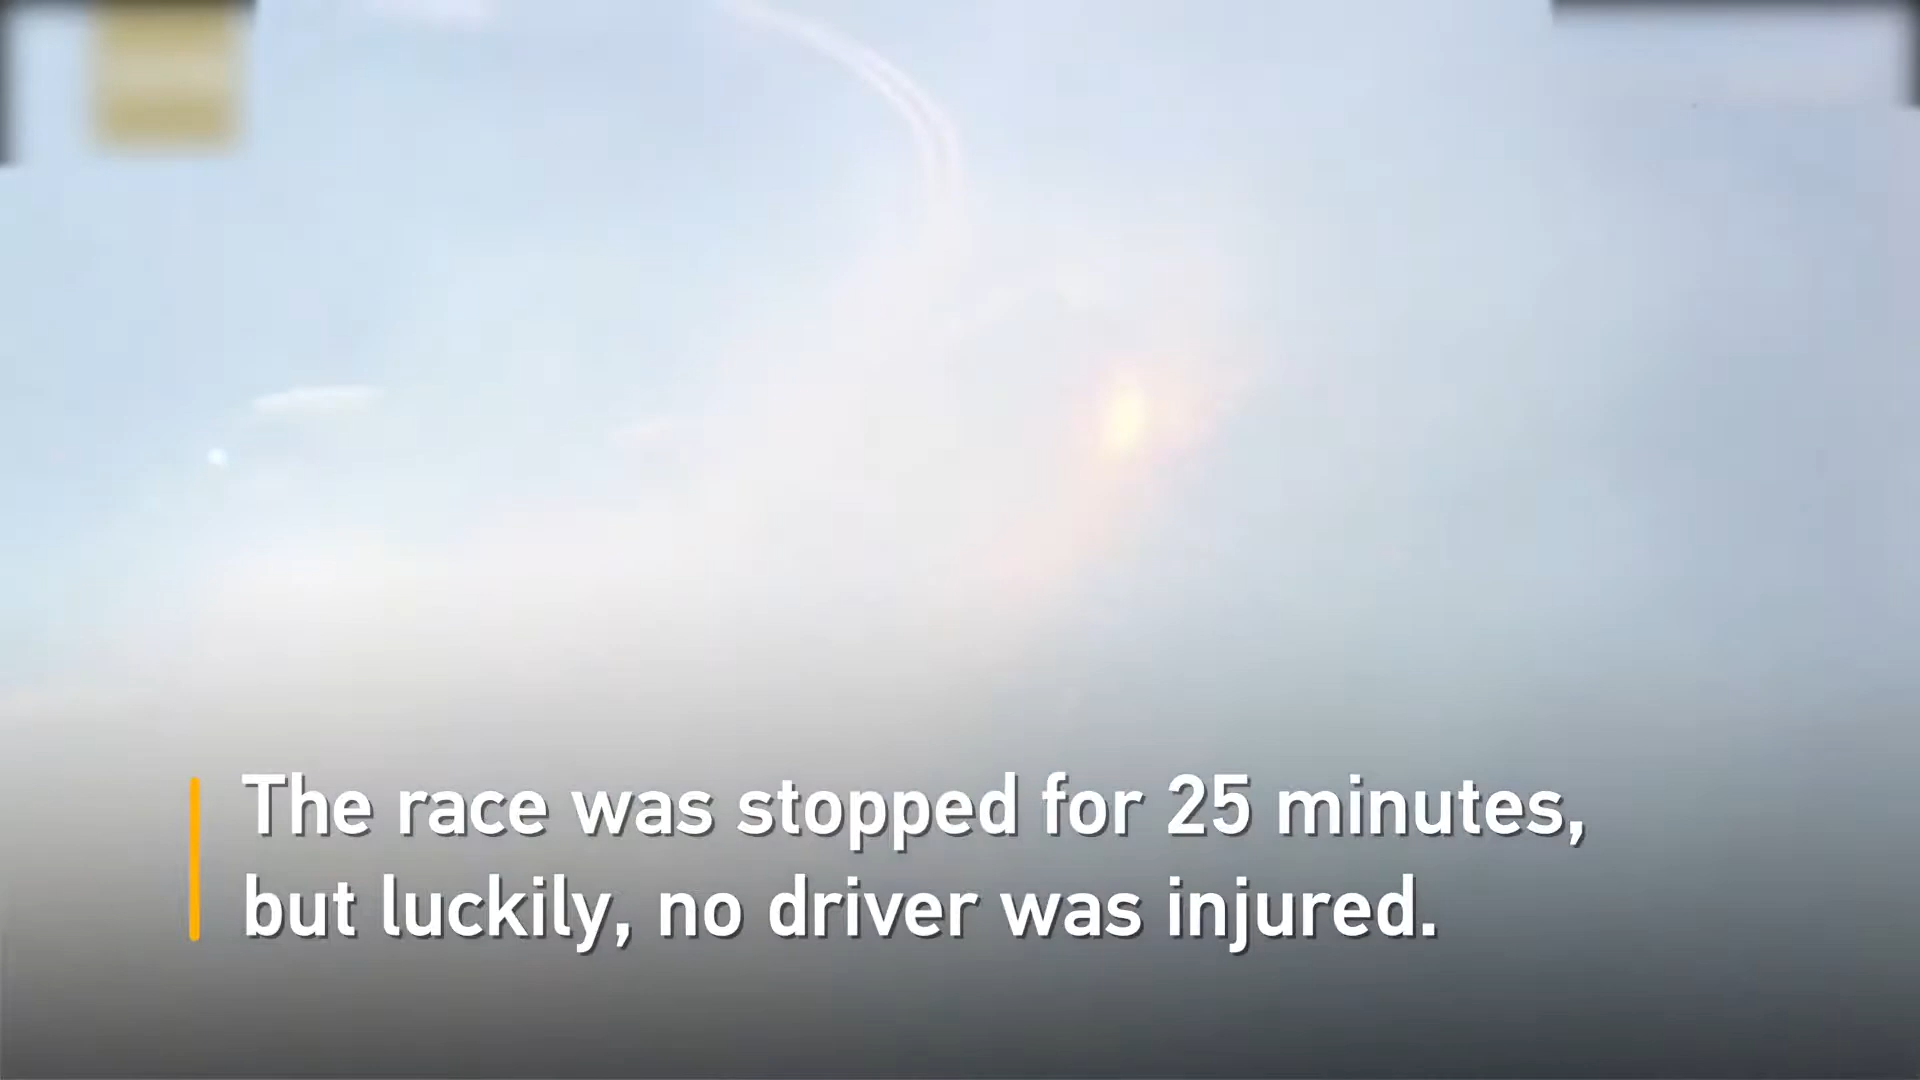 The race was stopped for 25 minutes,
but luckily, no driver was injured.